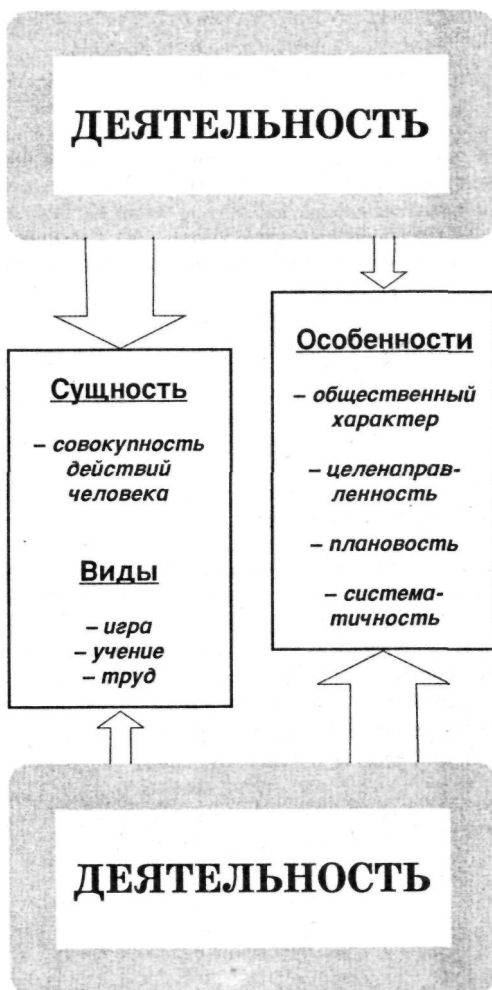 ДЕЯТЕЛЬНОСТЬ
Сущность
– совокупность
действий
человека
Виды
– игра
– учение
– труд
Особенности
– общественный
характер
– целенаправ-
ленность
– плановость
– система-
тичность
ДЕЯТЕЛЬНОСТЬ